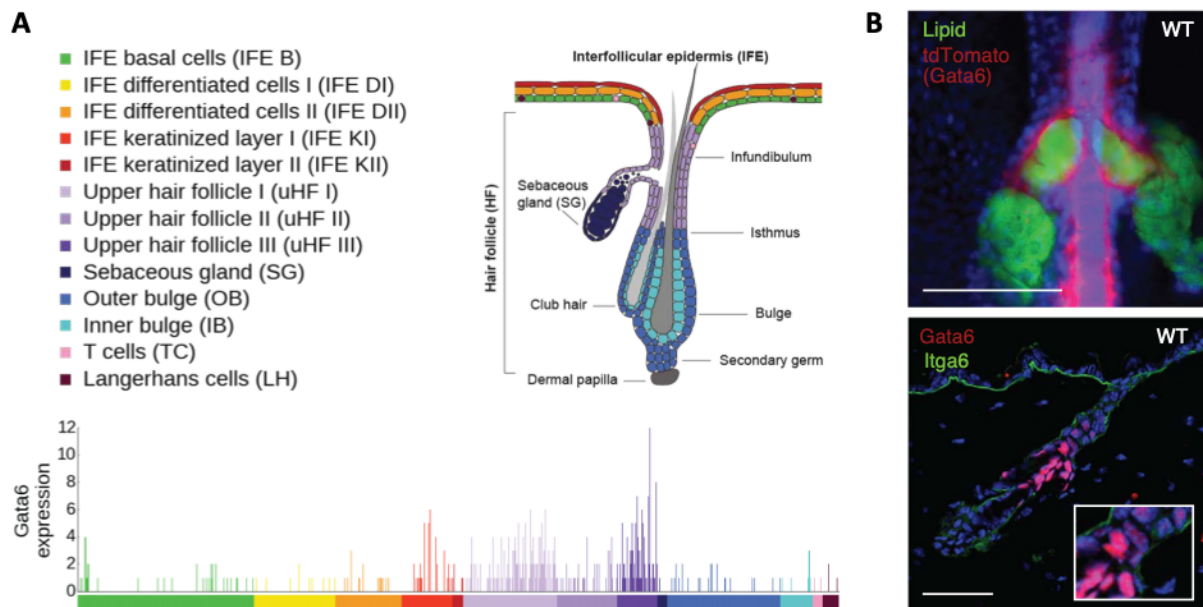 A
IFE basal cells (IFE B)
IFE differentiated cells I (IFE DI)
IFE differentiated cells II (IFE DII)
IFE keratinized layer I (IFE KI)
IFE keratinized layer II (IFE KII)
Upper hair follicle I (uHF I)
Upper hair follicle II (uHF II)
Upper hair follicle III (uHF III)
Sebaceous gland (SG)
Outer bulge (OB)
Inner bulge (IB)
T cells (TC)
Langerhans cells (LH)
Interfollicular epidermis (IFE)
Hair follicle (HF)
Infundibulum
Sebaceous
gland (SG)
Isthmus
Club hair
Bulge
Secondary germ
Dermal papilla
Gata6
expression
12
10
8
6
4
2
0
B
Lipid
WT
tdTomato
(Gata6)
Gata6
WT
Itga6